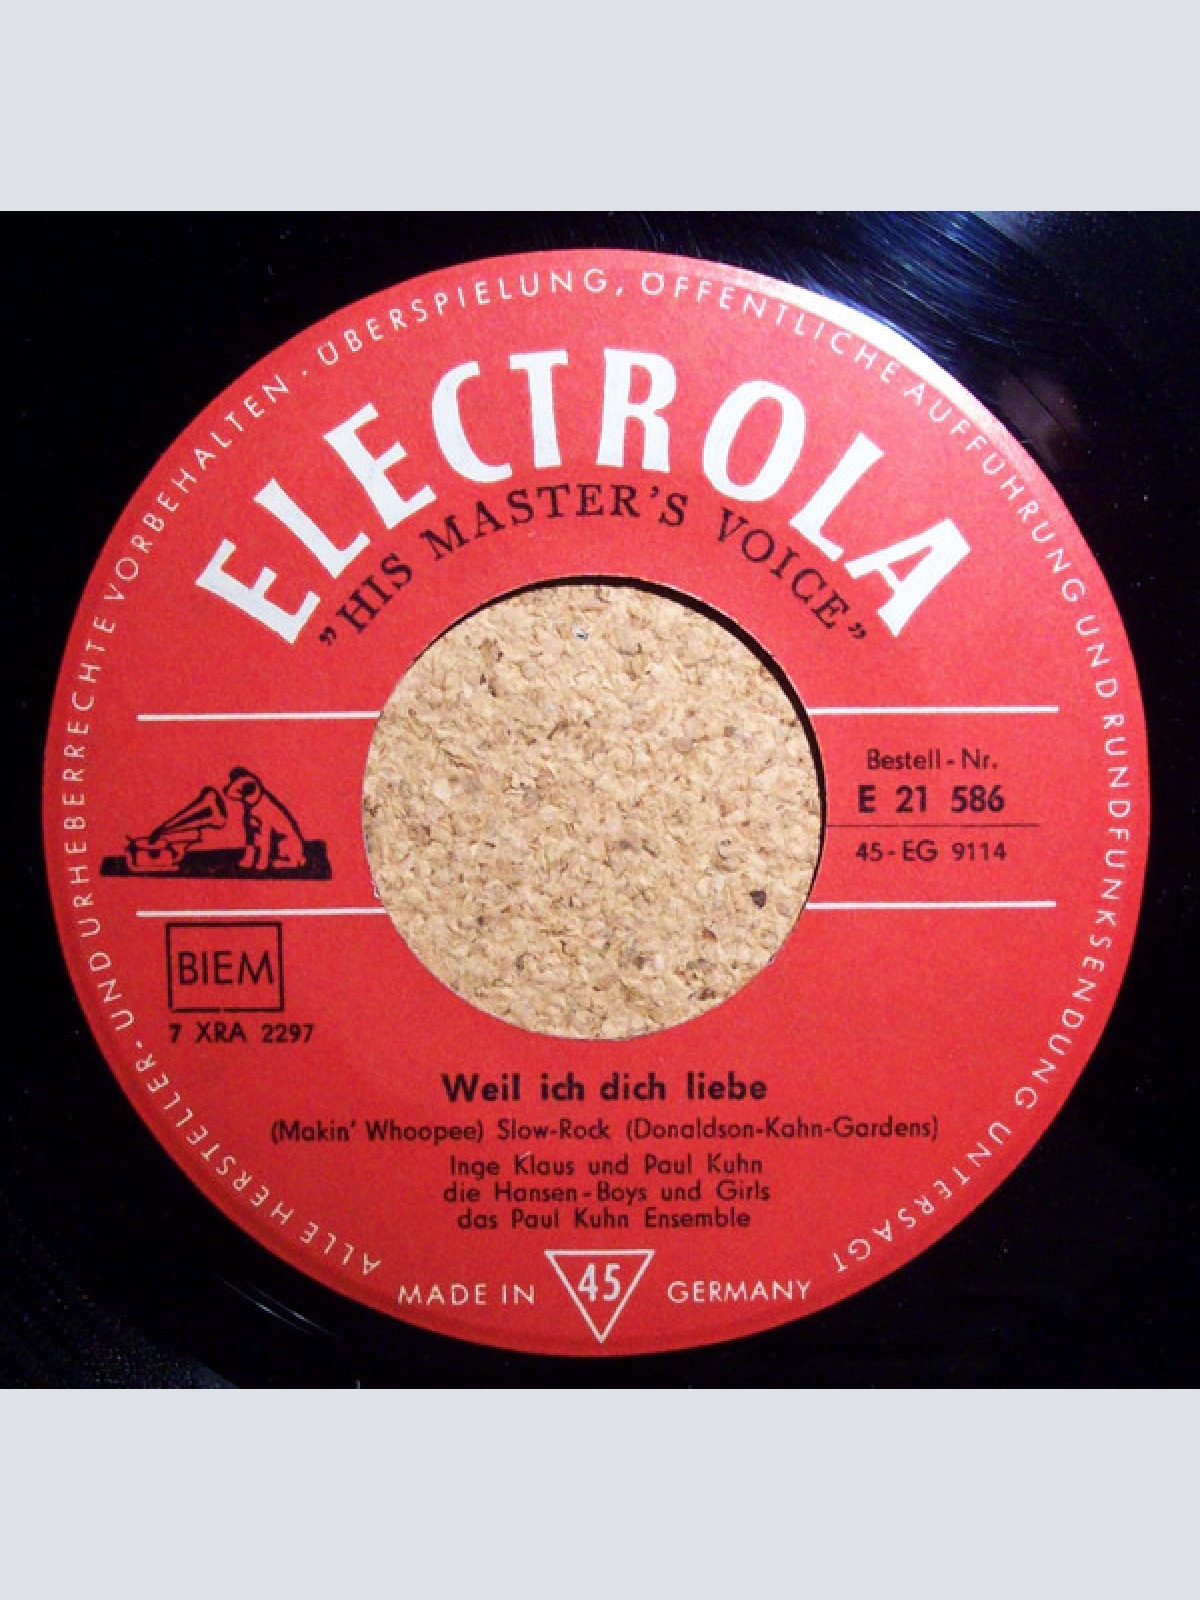 ALLE HERSTELLER- UND URHEBERRECHTE VORBEHALTEN · ÜBERSPIELUNG, ÖFFENTLICHE AUFFÜHRUNG UND RUNDFUNKSENDUNG UNTERSAGT
ELECTROLA
"HIS MASTER'S VOICE"
Bestell-Nr.
E 21 586
45-EG 9114
BIEM
7 XRA 2297
Weil ich dich liebe
(Makin' Whoopee) Slow-Rock (Donaldson-Kahn-Gardens)
Inge Klaus und Paul Kuhn
die Hansen-Boys und Girls
das Paul Kuhn Ensemble
MADE IN 45 GERMANY